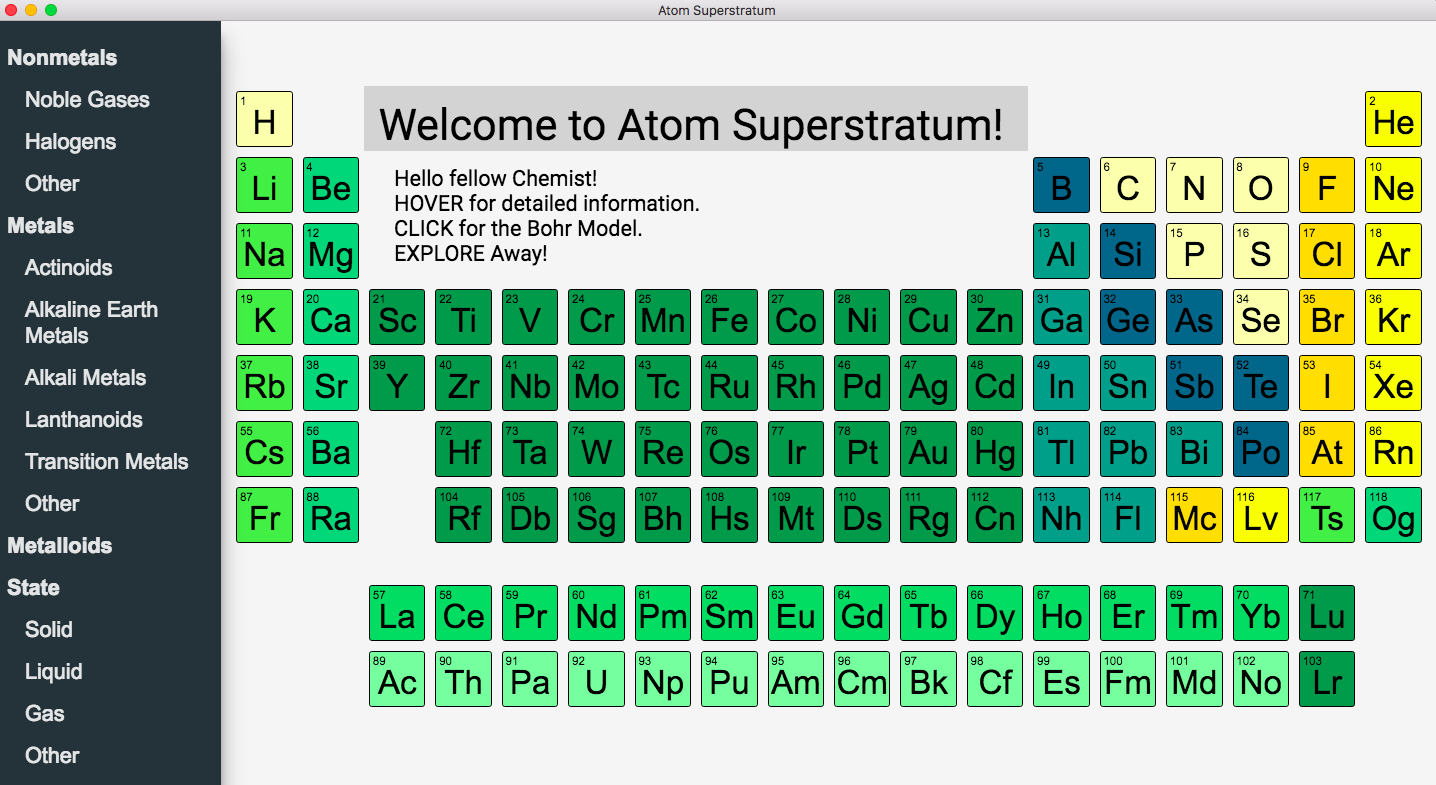 Atom Superstratum
Nonmetals
Noble Gases
Halogens
Other
Metals
Actinoids
Alkaline Earth
Metals
Alkali Metals
Lanthanoids
Transition Metals
Other
Metalloids
State
Solid
Liquid
Gas
Other
Welcome to Atom Superstratum!
Hello fellow Chemist!
HOVER for detailed information.
CLICK for the Bohr Model.
EXPLORE Away!
1 H 2 He
3 Li 4 Be 5 B 6 C 7 N 8 O 9 F 10 Ne
11 Na 12 Mg 13 Al 14 Si 15 P 16 S 17 Cl 18 Ar
19 K 20 Ca 21 Sc 22 Ti 23 V 24 Cr 25 Mn 26 Fe 27 Co 28 Ni 29 Cu 30 Zn 31 Ga 32 Ge 33 As 34 Se 35 Br 36 Kr
37 Rb 38 Sr 39 Y 40 Zr 41 Nb 42 Mo 43 Tc 44 Ru 45 Rh 46 Pd 47 Ag 48 Cd 49 In 50 Sn 51 Sb 52 Te 53 I 54 Xe
55 Cs 56 Ba 72 Hf 73 Ta 74 W 75 Re 76 Os 77 Ir 78 Pt 79 Au 80 Hg 81 Tl 82 Pb 83 Bi 84 Po 85 At 86 Rn
87 Fr 88 Ra 104 Rf 105 Db 106 Sg 107 Bh 108 Hs 109 Mt 110 Ds 111 Rg 112 Cn 113 Nh 114 Fl 115 Mc 116 Lv 117 Ts 118 Og
57 La 58 Ce 59 Pr 60 Nd 61 Pm 62 Sm 63 Eu 64 Gd 65 Tb 66 Dy 67 Ho 68 Er 69 Tm 70 Yb 71 Lu
89 Ac 90 Th 91 Pa 92 U 93 Np 94 Pu 95 Am 96 Cm 97 Bk 98 Cf 99 Es 100 Fm 101 Md 102 No 103 Lr